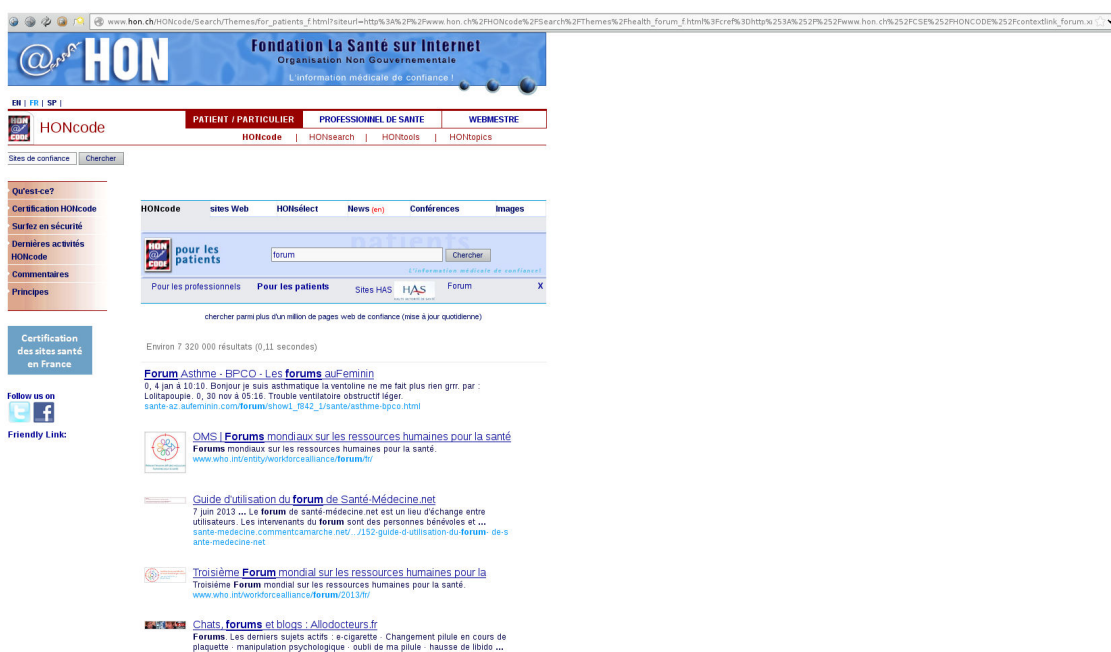 www.hon.ch/HONcode/Search/Themes/for_patients_f.html?siteurl=http%3A%2F%2Fwww.hon.ch%2FHONcode%2FSearch%2FThemes%2Fhealth_forum_f.html%3Fcref%3Dhttp%253A%252F%252Fwww.hon.ch%252FCSE%252FHONCODE%252Fcontextlink_forum.x
HON
Fondation La Santé sur Internet
Organisation Non Gouvernementale
L'information médicale de confiance !
EN | FR | SP |
HON CODE
HONcode
PATIENT / PARTICULIER PROFESSIONNEL DE SANTE WEBMESTRE
HONcode | HONsearch | HONtools | HONtopics
Sites de confiance Chercher
Qu'est-ce?
Certification HONcode
Surfez en sécurité
Dernières activités
HONcode
Commentaires
Principes
Certification
des sites santé
en France
Follow us on
Friendly Link:
HONcode sites Web HONsélect News (en) Conférences Images
patients
HON CODE
pour les
patients
forum Chercher
L'information médicale de confiance!
Pour les professionnels Pour les patients Sites HAS HAS Forum X
chercher parmi plus d'un million de pages web de confiance (mise à jour quotidienne)
Environ 7 320 000 résultats (0,11 secondes)
Forum Asthme - BPCO - Les forums auFeminin
0, 4 jan á 10:10. Bonjour je suis asthmatique la ventoline ne me fait plus rien grrr. par :
Lolitapoupie. 0, 30 nov á 05:16. Trouble ventilatoire obstructif léger.
sante-az.aufeminin.com/forum/show1_f842_1/sante/asthme-bpco.html
OMS | Forums mondiaux sur les ressources humaines pour la santé
Forums mondiaux sur les ressources humaines pour la santé.
www.who.int/entity/workforcealliance/forum/fr/
Guide d'utilisation du forum de Santé-Médecine.net
7 juin 2013 ... Le forum de santé-médecine.net est un lieu d'échange entre
utilisateurs. Les intervenants du forum sont des personnes bénévoles et ...
sante-medecine.commentcamarche.net/.../152-guide-d-utilisation-du-forum- de-s
ante-medecine-net
Troisième Forum mondial sur les ressources humaines pour la
Troisiéme Forum mondial sur les ressources humaines pour la santé.
www.who.int/workforcealliance/forum/2013/fr/
Chats, forums et blogs : Allodocteurs.fr
Forums. Les derniers sujets actifs : e-cigarette · Changement pilule en cours de
plaquette · manipulation psychologique · oubli de ma pilule · hausse de libido ...